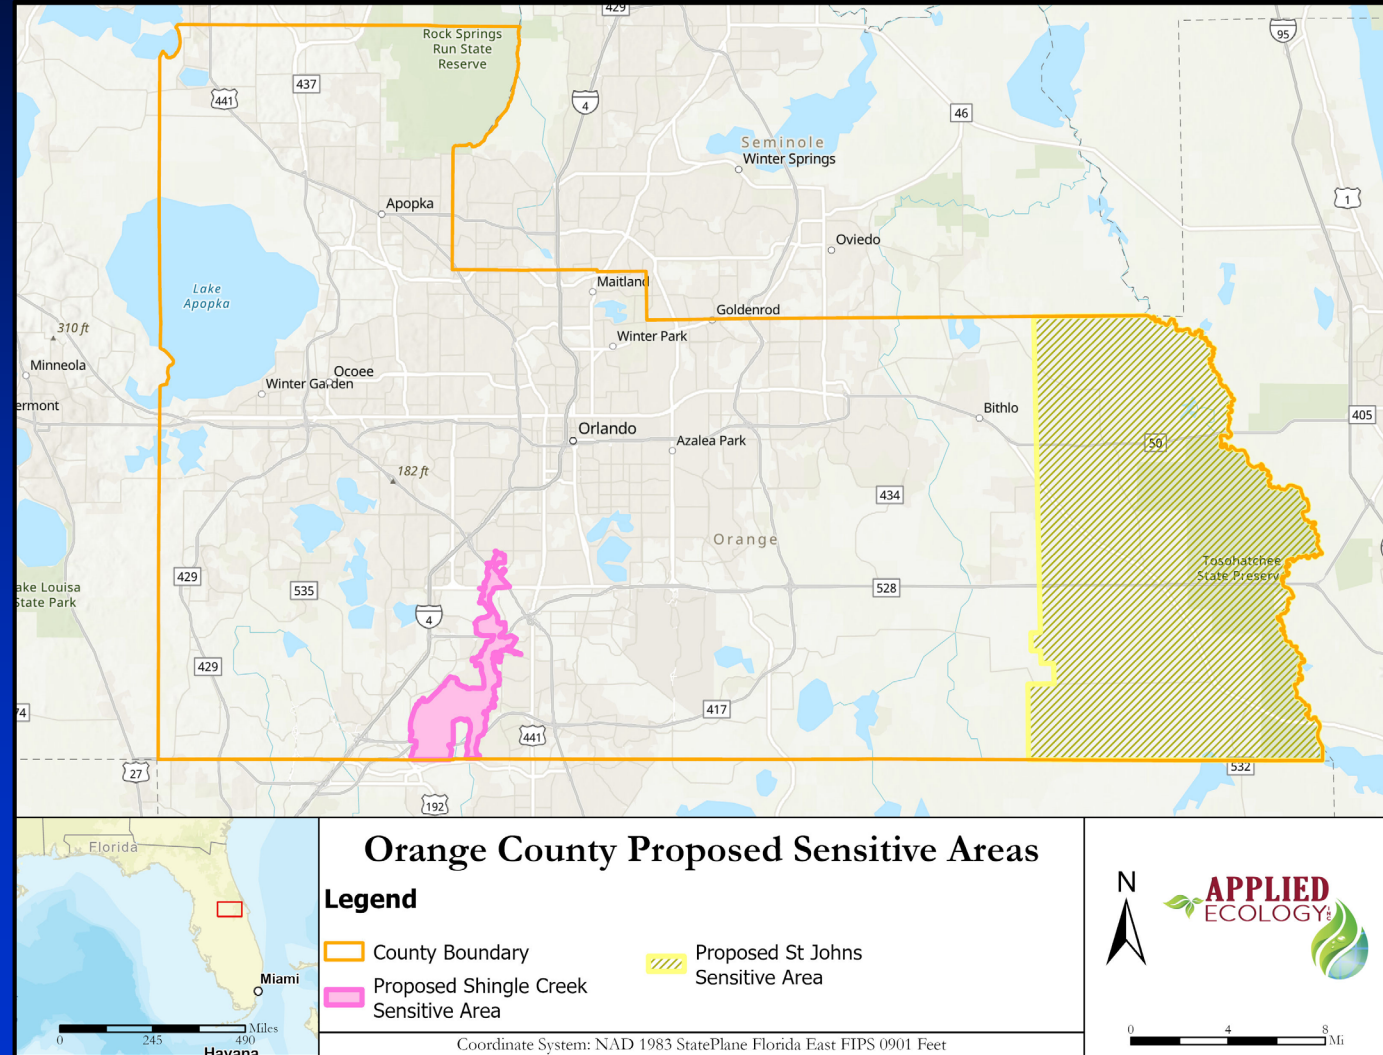 429
Rock Springs
Run State
Reserve
95
437
441
4
46
Seminole
Winter Springs
1
Apopka
Oviedo
Lake
Apopka
Maitland
310 ft
Goldenrod
Winter Park
Minneola
Ocoee
Winter Garden
ermont
Bithlo
405
Orlando
Azalea Park
50
182 ft
434
Orange
Tosohatchee
State Preserv
429
535
528
ake Louisa
State Park
4
429
74
417
441
27
532
192
Florida
Miami
Havana
0 245 490 Miles
Orange County Proposed Sensitive Areas
Legend
County Boundary
Proposed Shingle Creek
Sensitive Area
Proposed St Johns
Sensitive Area
Coordinate System: NAD 1983 StatePlane Florida East FIPS 0901 Feet
N
APPLIED
ECOLOGY INC
0 4 8
Mi